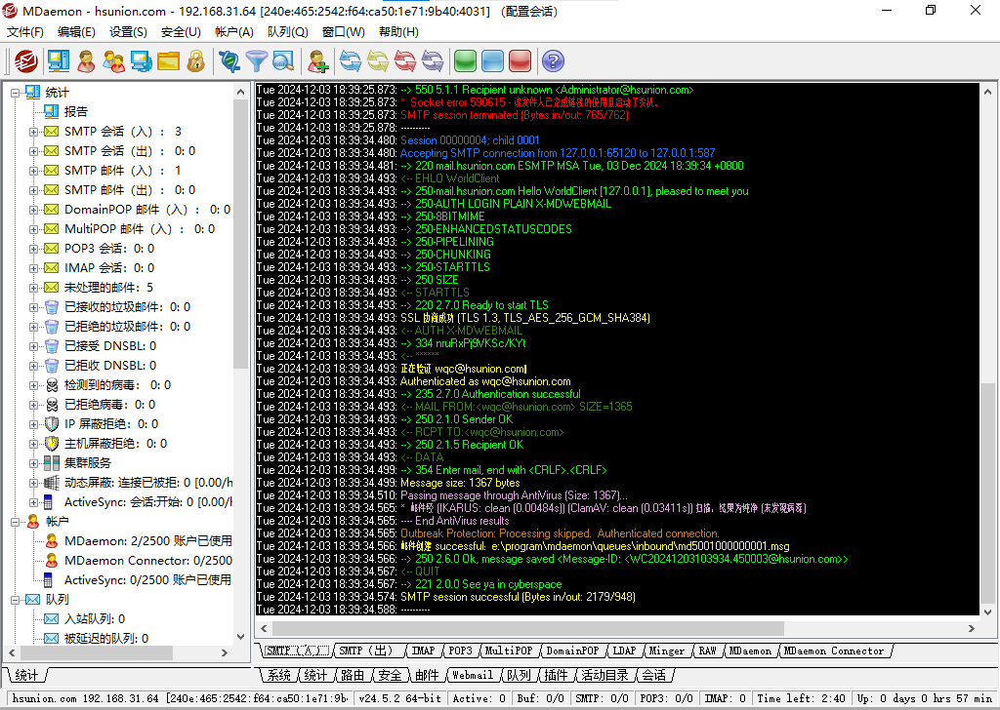 MDaemon - hsunion.com - 192.168.31.64 [240e:465:2542:f64:ca50:1e71:9b40:4031] (配置会话)
文件(F) 编辑(E) 设置(S) 安全(U) 帐户(A) 队列(Q) 窗口(W) 帮助(H)
统计
报告
SMTP 会话（入）: 3
SMTP 会话（出）: 0: 0
SMTP 邮件（入）: 1
SMTP 邮件（出）: 0: 0
DomainPOP 邮件（入）: 0: 0
MultiPOP 邮件（入）: 0: 0
POP3 会话: 0: 0
IMAP 会话: 0: 0
未处理的邮件: 5
已接收的垃圾邮件: 0: 0
已拒绝的垃圾邮件: 0: 0
已接受 DNSBL: 0
已拒收 DNSBL: 0
检测到的病毒: 0: 0
已拒绝病毒: 0: 0
IP 屏蔽拒绝: 0: 0
主机屏蔽拒绝: 0: 0
集群服务
动态屏蔽: 连接已被拒: 0 [0.00/h
ActiveSync: 会话:开始: 0 [0.00/h
帐户
MDaemon: 2/2500 账户已使用
MDaemon Connector: 0/2500
ActiveSync: 0/2500 账户已使用
队列
入站队列: 0
被延迟的队列: 0
统计
Tue 2024-12-03 18:39:25.873: --> 550 5.1.1 Recipient unknown <Administrator@hsunion.com>
Tue 2024-12-03 18:39:25.873: * Socket error 590615 - 该发件人已完成链接的使用且启动了关机。
Tue 2024-12-03 18:39:25.873: SMTP session terminated (Bytes in/out: 765/762)
Tue 2024-12-03 18:39:25.878: ----------
Tue 2024-12-03 18:39:34.480: Session 00000004; child 0001
Tue 2024-12-03 18:39:34.480: Accepting SMTP connection from 127.0.0.1:65120 to 127.0.0.1:587
Tue 2024-12-03 18:39:34.481: --> 220 mail.hsunion.com ESMTP MSA Tue, 03 Dec 2024 18:39:34 +0800
Tue 2024-12-03 18:39:34.493: <-- EHLO WorldClient
Tue 2024-12-03 18:39:34.493: --> 250-mail.hsunion.com Hello WorldClient [127.0.0.1], pleased to meet you
Tue 2024-12-03 18:39:34.493: --> 250-AUTH LOGIN PLAIN X-MDWEBMAIL
Tue 2024-12-03 18:39:34.493: --> 250-8BITMIME
Tue 2024-12-03 18:39:34.493: --> 250-ENHANCEDSTATUSCODES
Tue 2024-12-03 18:39:34.493: --> 250-PIPELINING
Tue 2024-12-03 18:39:34.493: --> 250-CHUNKING
Tue 2024-12-03 18:39:34.493: --> 250-STARTTLS
Tue 2024-12-03 18:39:34.493: --> 250 SIZE
Tue 2024-12-03 18:39:34.493: <-- STARTTLS
Tue 2024-12-03 18:39:34.493: --> 220 2.7.0 Ready to start TLS
Tue 2024-12-03 18:39:34.493: SSL 协商成功 (TLS 1.3, TLS_AES_256_GCM_SHA384)
Tue 2024-12-03 18:39:34.493: <-- AUTH X-MDWEBMAIL
Tue 2024-12-03 18:39:34.493: --> 334 nruRxPj9VKSc/KYt
Tue 2024-12-03 18:39:34.493: <-- ******
Tue 2024-12-03 18:39:34.493: 正在验证 wqc@hsunion.com
Tue 2024-12-03 18:39:34.493: Authenticated as wqc@hsunion.com
Tue 2024-12-03 18:39:34.493: --> 235 2.7.0 Authentication successful
Tue 2024-12-03 18:39:34.493: <-- MAIL FROM:<wqc@hsunion.com> SIZE=1365
Tue 2024-12-03 18:39:34.493: --> 250 2.1.0 Sender OK
Tue 2024-12-03 18:39:34.493: <-- RCPT TO:<wqc@hsunion.com>
Tue 2024-12-03 18:39:34.493: --> 250 2.1.5 Recipient OK
Tue 2024-12-03 18:39:34.493: <-- DATA
Tue 2024-12-03 18:39:34.493: --> 354 Enter mail, end with <CRLF>.<CRLF>
Tue 2024-12-03 18:39:34.499: Message size: 1367 bytes
Tue 2024-12-03 18:39:34.510: Passing message through AntiVirus (Size: 1367)...
Tue 2024-12-03 18:39:34.565: * 邮件经 (IKARUS: clean (0.00484s)) (ClamAV: clean (0.03411s)) 扫描，结果为纯净 (未发现病毒)
Tue 2024-12-03 18:39:34.565: ---- End AntiVirus results
Tue 2024-12-03 18:39:34.565: Outbreak Protection: Processing skipped. Authenticated connection.
Tue 2024-12-03 18:39:34.566: 邮件创建 successful: e:\program\mdaemon\queues\inbound\md5001000000001.msg
Tue 2024-12-03 18:39:34.566: --> 250 2.6.0 Ok, message saved <Message-ID: <WC20241203103934.450003@hsunion.com>>
Tue 2024-12-03 18:39:34.567: <-- QUIT
Tue 2024-12-03 18:39:34.567: --> 221 2.0.0 See ya in cyberspace
Tue 2024-12-03 18:39:34.574: SMTP session successful (Bytes in/out: 2179/948)
Tue 2024-12-03 18:39:34.588: ----------
SMTP（入） SMTP（出） IMAP POP3 MultiPOP DomainPOP LDAP Minger RAW MDaemon MDaemon Connector
系统 统计 路由 安全 邮件 Webmail 队列 插件 活动目录 会话
hsunion.com 192.168.31.64 [240e:465:2542:f64:ca50:1e71:9b4 v24.5.2 64-bit Active: 0 Buf: 0/0 SMTP: 0/0 POP3: 0/0 IMAP: 0 Time left: 2:40 Up: 0 days 0 hrs 57 min